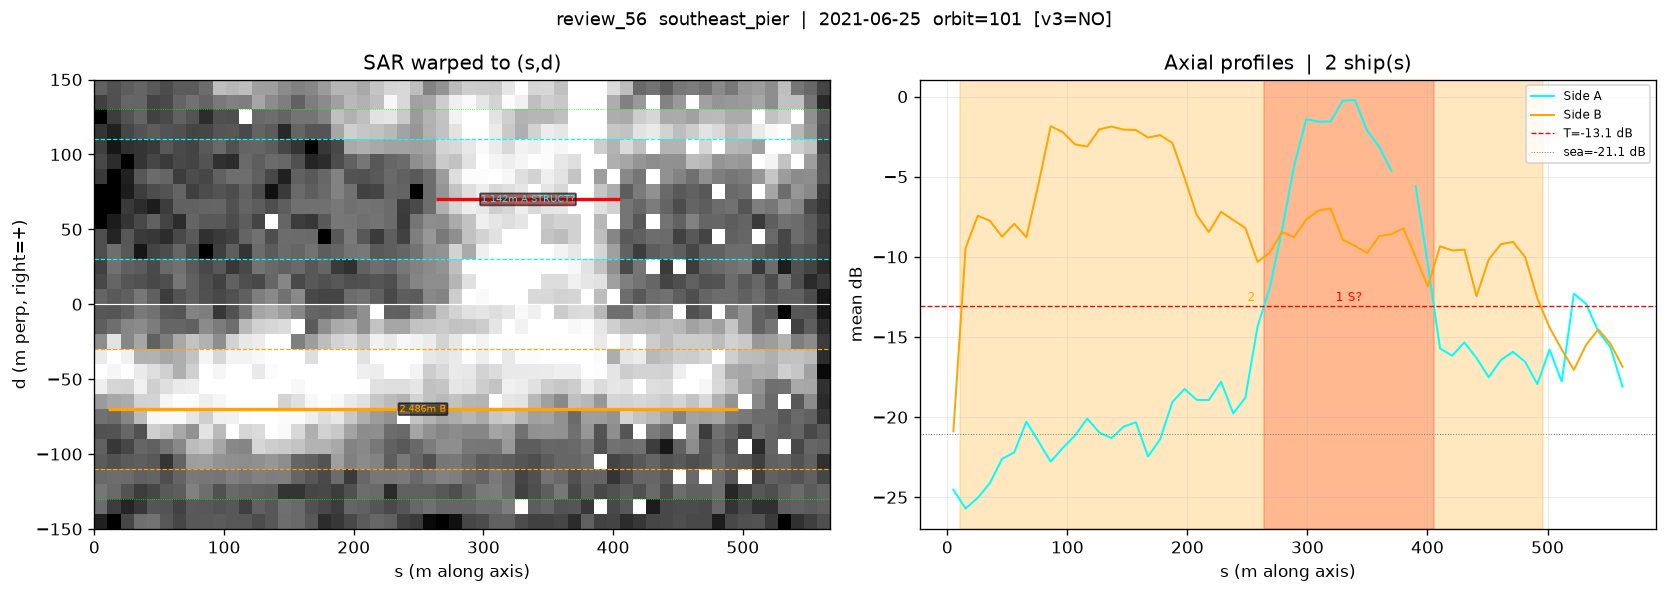 review_56 southeast_pier | 2021-06-25 orbit=101 [v3=NO]
SAR warped to (s,d)
150
100
50
0
−50
−100
−150
d (m perp, right=+)
1 142m A STRUCT?
2 486m B
0 100 200 300 400 500
s (m along axis)
Axial profiles | 2 ship(s)
0
−5
−10
−15
−20
−25
mean dB
Side A
Side B
T=-13.1 dB
sea=-21.1 dB
2
1 S?
0 100 200 300 400 500
s (m along axis)